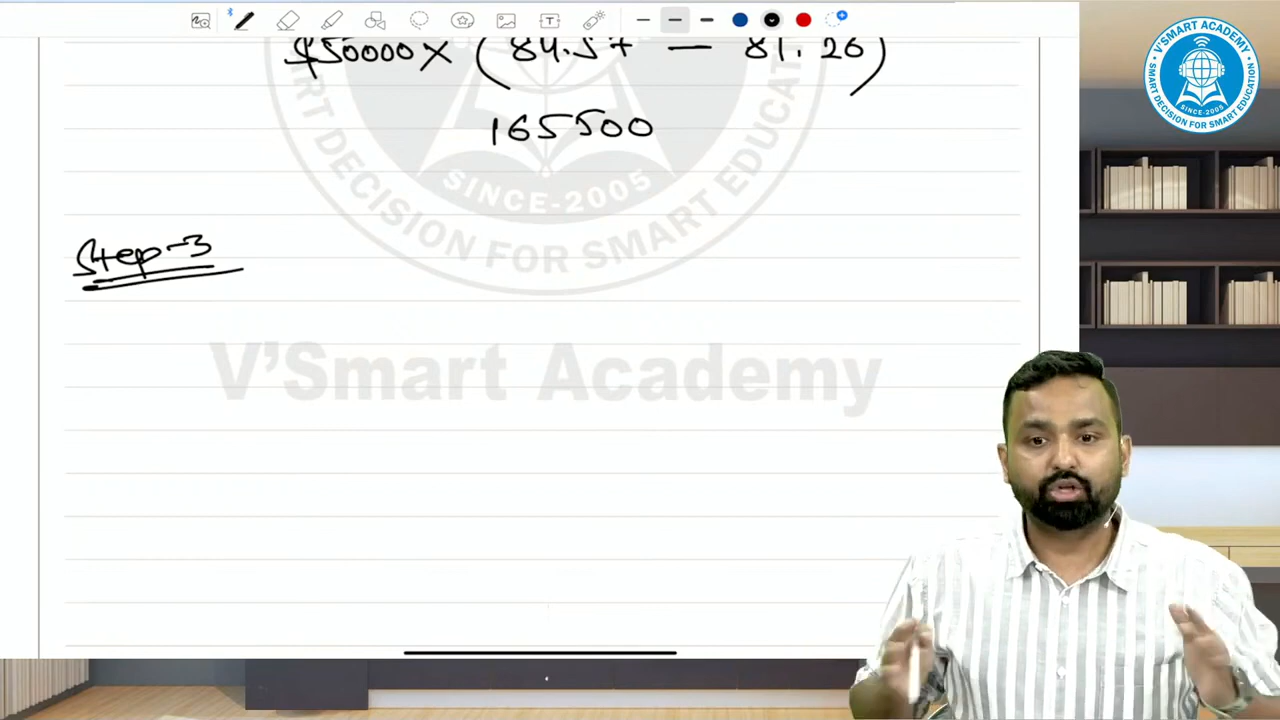 $50000 × (84.57 — 81.26)
165500
SINCE-2005
DECISION FOR SMART EDUC
Step-3
V'Smart Academy
V'SMART ACADEMY
SMART DECISION FOR SMART EDUCATION
SINCE-2005